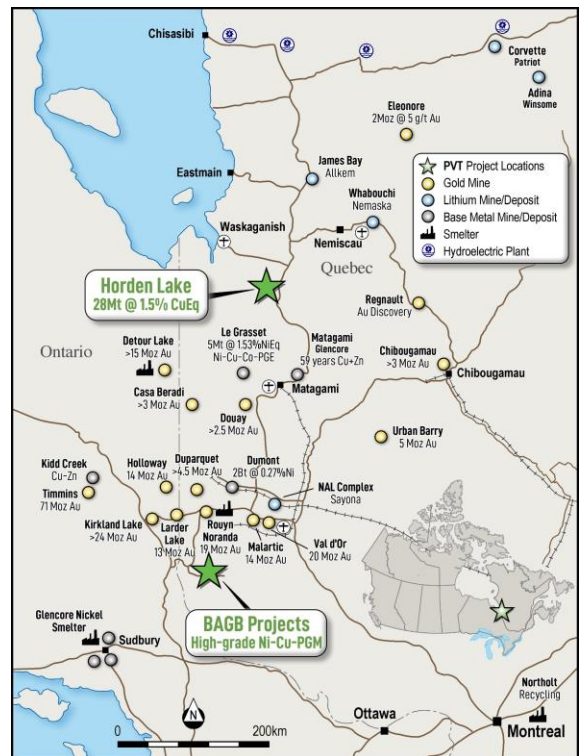 Chisasibi
Corvette
Patriot
Adina
Winsome
Eleonore
2Moz @ 5 g/t Au
PVT Project Locations
Gold Mine
Lithium Mine/Deposit
Base Metal Mine/Deposit
Smelter
Hydroelectric Plant
James Bay
Allkem
Eastmain
Whabouchi
Nemaska
Waskaganish
Nemiscau
Quebec
Horden Lake
28Mt @ 1.5% CuEq
Regnault
Au Discovery
Ontario
Detour Lake
>15 Moz Au
Le Grasset
5Mt @ 1.53%NiEq
Ni-Cu-Co-PGE
Matagami
Glencore
59 years Cu+Zn
Chibougamau
>3 Moz Au
Chibougamau
Casa Beradi
>3 Moz Au
Matagami
Douay
>2.5 Moz Au
Urban Barry
5 Moz Au
Kidd Creek
Cu-Zn
Timmins
71 Moz Au
Holloway
14 Moz Au
Duparquet
>4.5 Moz Au
Dumont
2Bt @ 0.27%Ni
NAL Complex
Sayona
Kirkland Lake
>24 Moz Au
Larder
Lake
13 Moz Au
Rouyn
Noranda
19 Moz Au
Malartic
14 Moz Au
Val d'Or
20 Moz Au
BAGB Projects
High-grade Ni-Cu-PGM
Glencore Nickel
Smelter
Sudbury
N
0
200km
Ottawa
Northolt
Recycling
Montreal